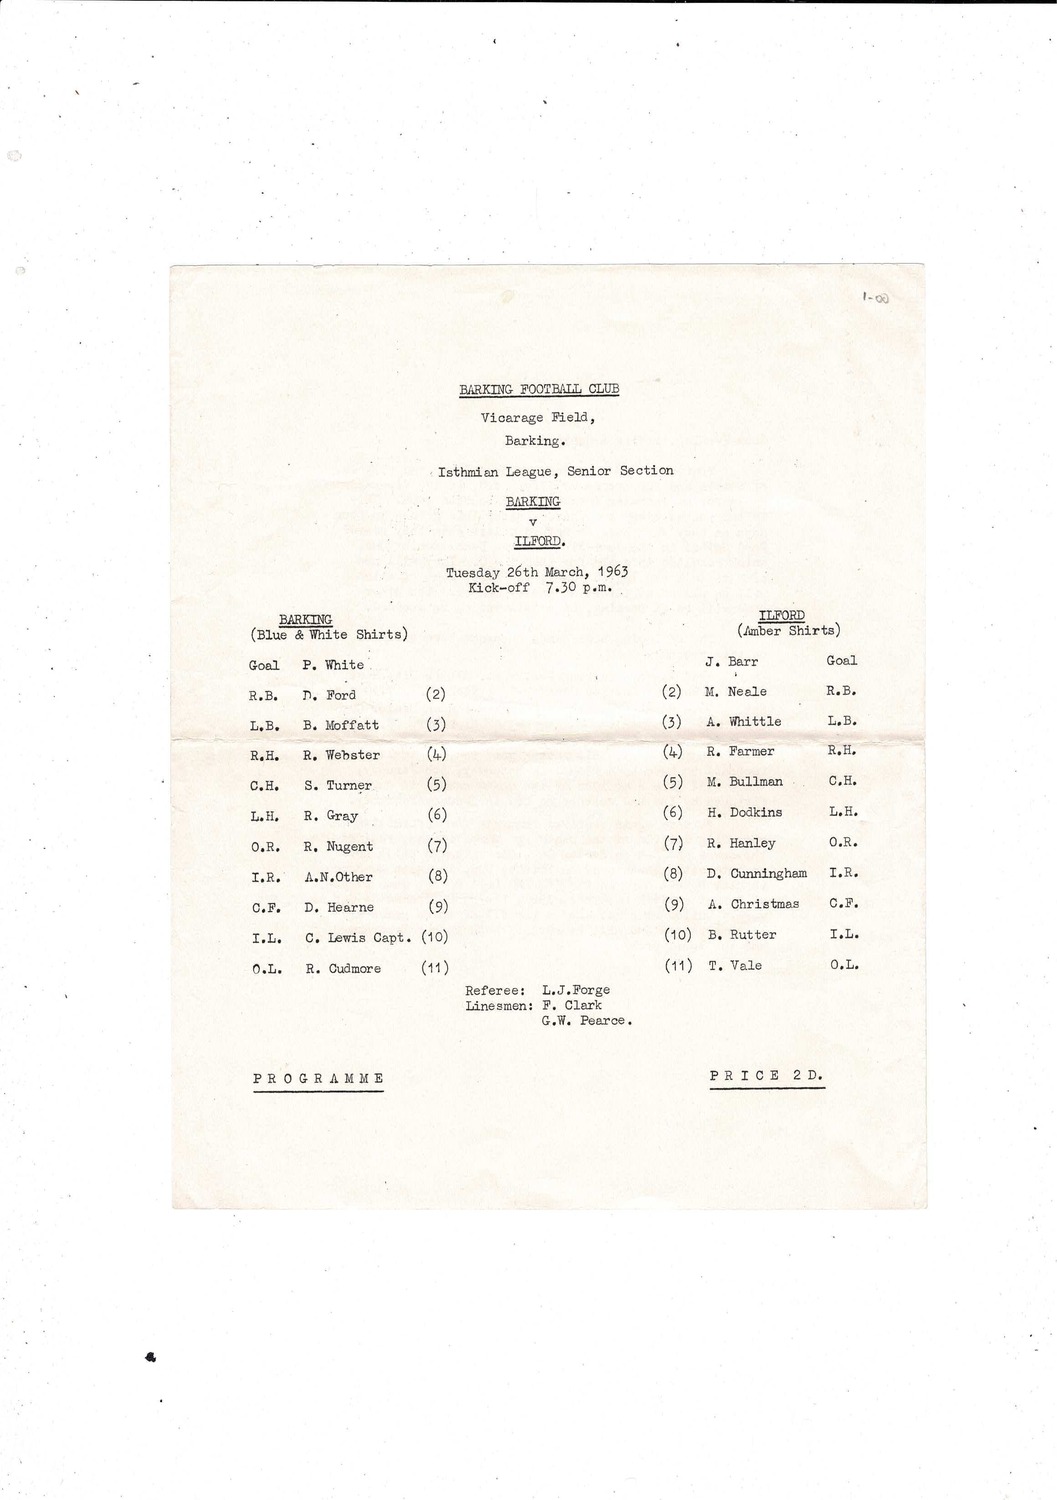 1-00
BARKING FOOTBALL CLUB
Vicarage Field,
Barking.
Isthmian League, Senior Section
BARKING
v
ILFORD.
Tuesday 26th March, 1963
Kick-off 7.30 p.m.
BARKING ILFORD
(Blue & White Shirts) (Amber Shirts)
Goal P. White J. Barr Goal
R.B. D. Ford (2) (2) M. Neale R.B.
L.B. B. Moffatt (3) (3) A. Whittle L.B.
R.H. R. Webster (4) (4) R. Farmer R.H.
C.H. S. Turner (5) (5) M. Bullman C.H.
L.H. R. Gray (6) (6) H. Dodkins L.H.
O.R. R. Nugent (7) (7) R. Hanley O.R.
I.R. A.N.Other (8) (8) D. Cunningham I.R.
C.F. D. Hearne (9) (9) A. Christmas C.F.
I.L. C. Lewis Capt. (10) (10) B. Rutter I.L.
O.L. R. Cudmore (11) (11) T. Vale O.L.
Referee: L.J.Forge
Linesmen: F. Clark
G.W. Pearce.
PROGRAMME PRICE 2D.